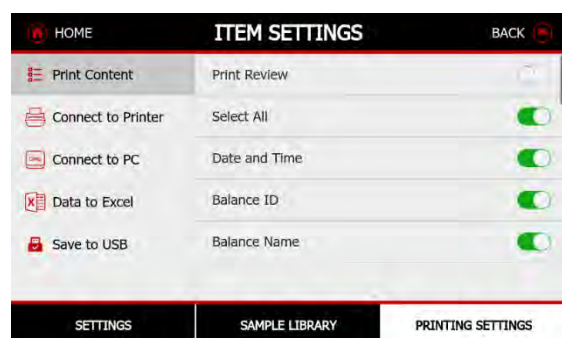 HOME ITEM SETTINGS BACK
Print Content Print Review
Connect to Printer Select All
Connect to PC Date and Time
Data to Excel Balance ID
Save to USB Balance Name
SETTINGS SAMPLE LIBRARY PRINTING SETTINGS